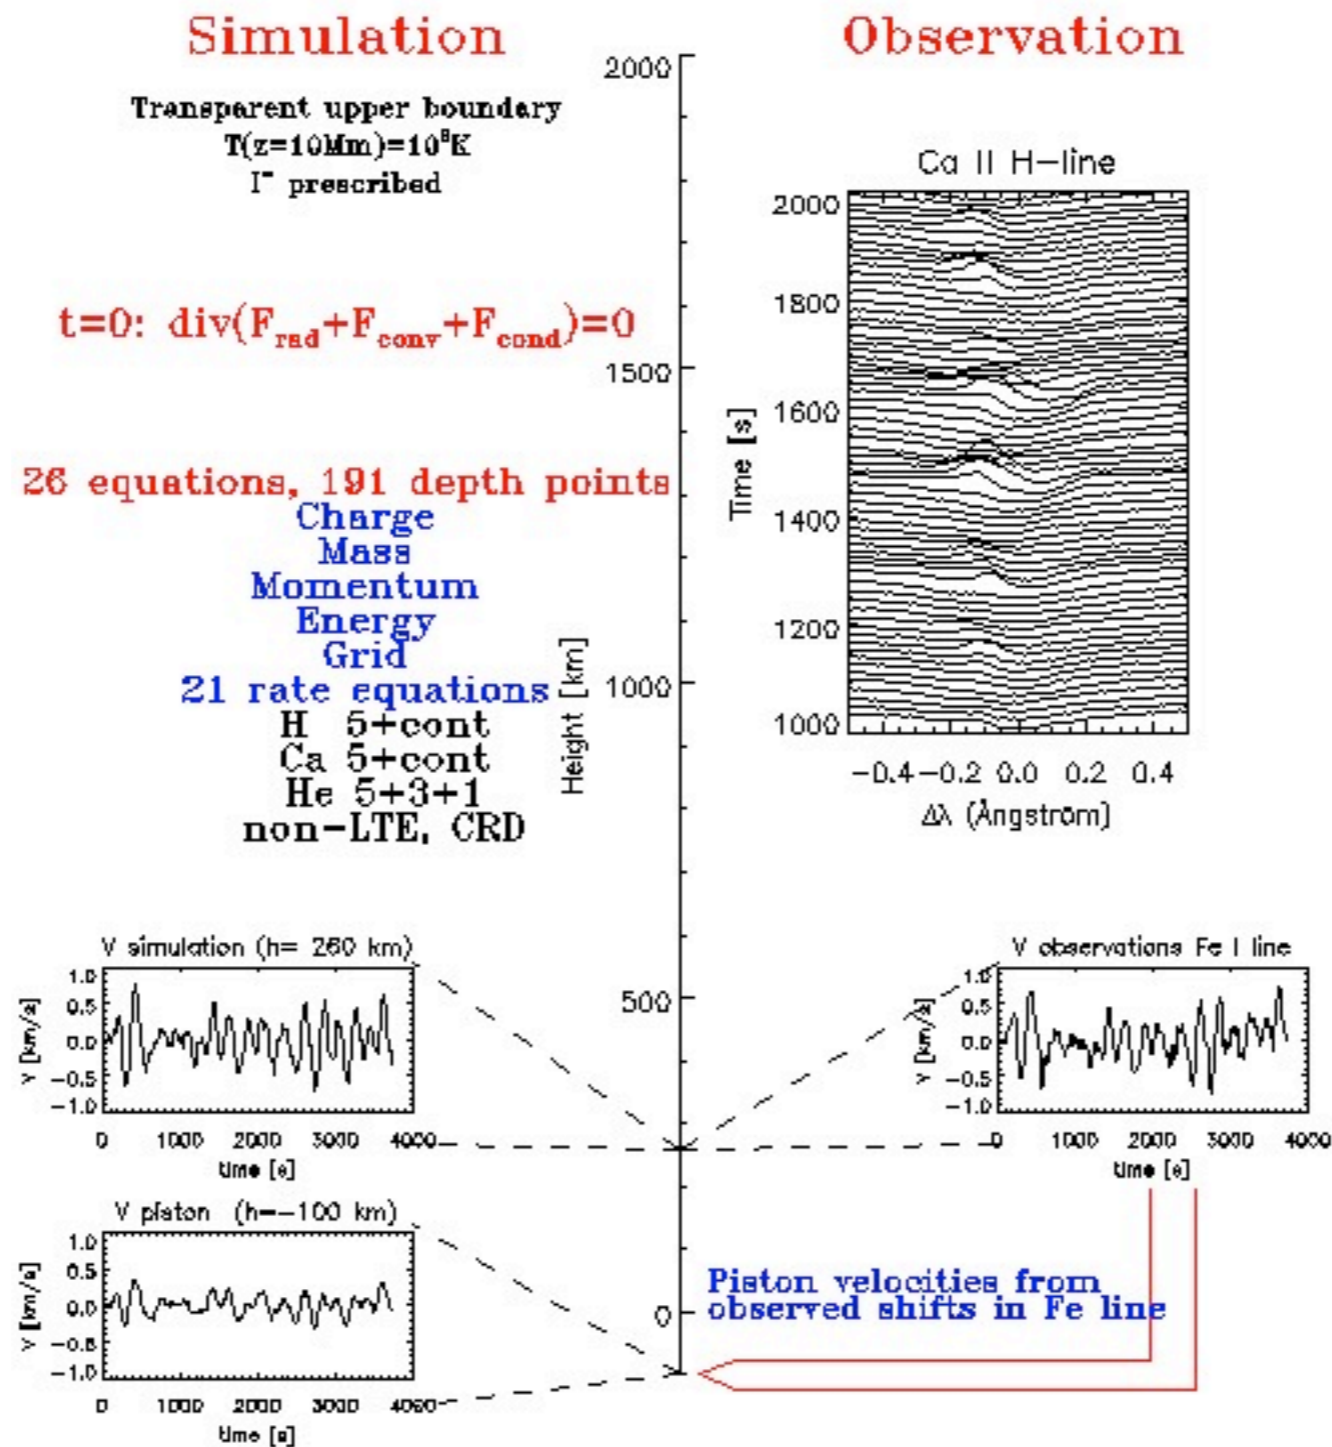 Simulation
Observation
Transparent upper boundary
T(z=10Mm)=10⁶K
I⁻ prescribed
t=0: div(F_rad+F_conv+F_cond)=0
26 equations, 191 depth points
Charge
Mass
Momentum
Energy
Grid
21 rate equations
H 5+cont
Ca 5+cont
He 5+3+1
non-LTE, CRD
2000
1500
1000
500
0
Height [km]
Ca II H-line
2000
1800
1600
1400
1200
1000
Time [s]
-0.4 -0.2 0.0 0.2 0.4
Δλ (Ångström)
V simulation (h= 260 km)
1.0
0.5
0.0
-0.5
-1.0
V [km/s]
0 1000 2000 3000 4000
time [s]
V observations Fe I line
1.0
0.5
0.0
-0.5
-1.0
V [km/s]
0 1000 2000 3000 4000
time [s]
V piston (h=-100 km)
1.0
0.5
0.0
-0.5
-1.0
V [km/s]
0 1000 2000 3000 4000
time [s]
Piston velocities from
observed shifts in Fe line